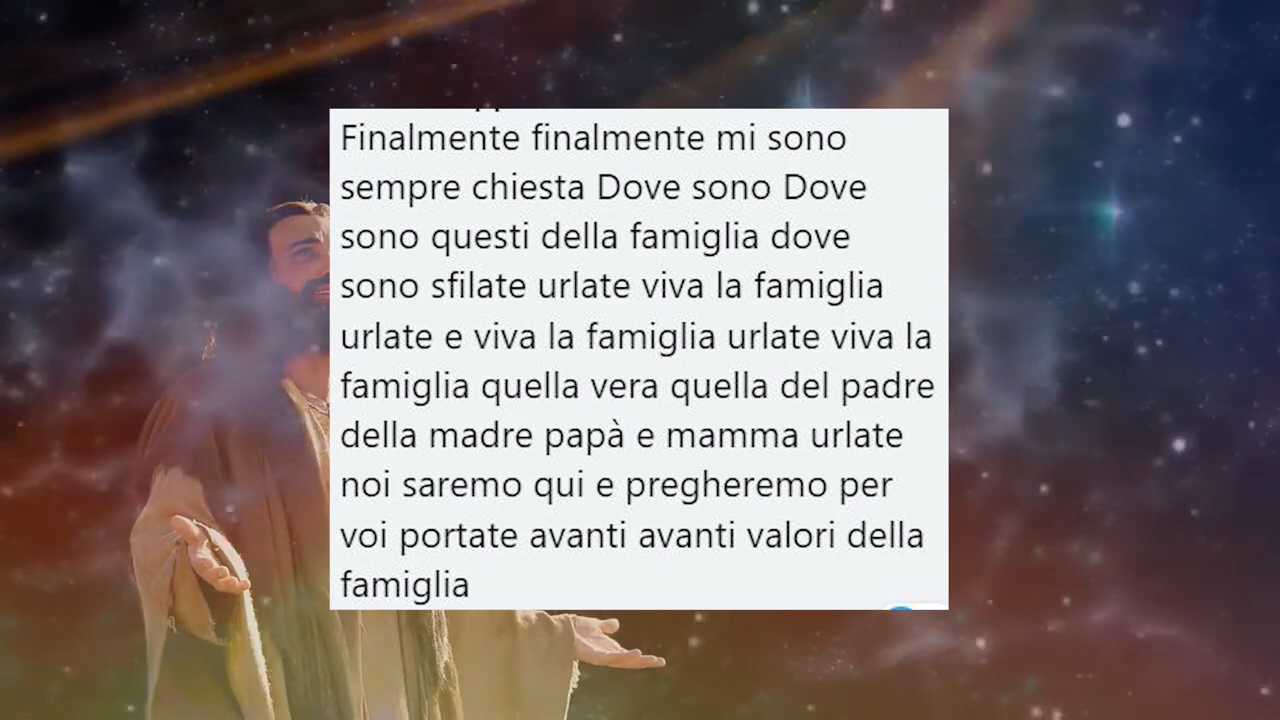 Finalmente finalmente mi sono
sempre chiesta Dove sono Dove
sono questi della famiglia dove
sono sfilate urlate viva la famiglia
urlate e viva la famiglia urlate viva la
famiglia quella vera quella del padre
della madre papà e mamma urlate
noi saremo qui e pregheremo per
voi portate avanti avanti valori della
famiglia